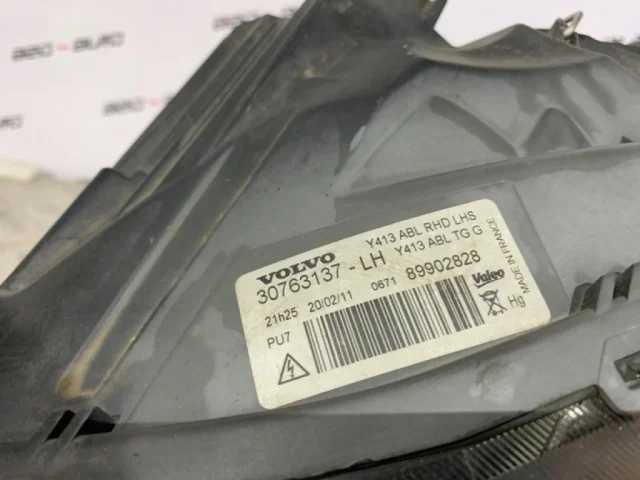 VOLVO
Y413 ABL RHD LHS
30763137 - LH Y413 ABL TG G
21h25 20/02/11 0671 89902828
PU7
Valeo
Hg
MADE IN FRANCE